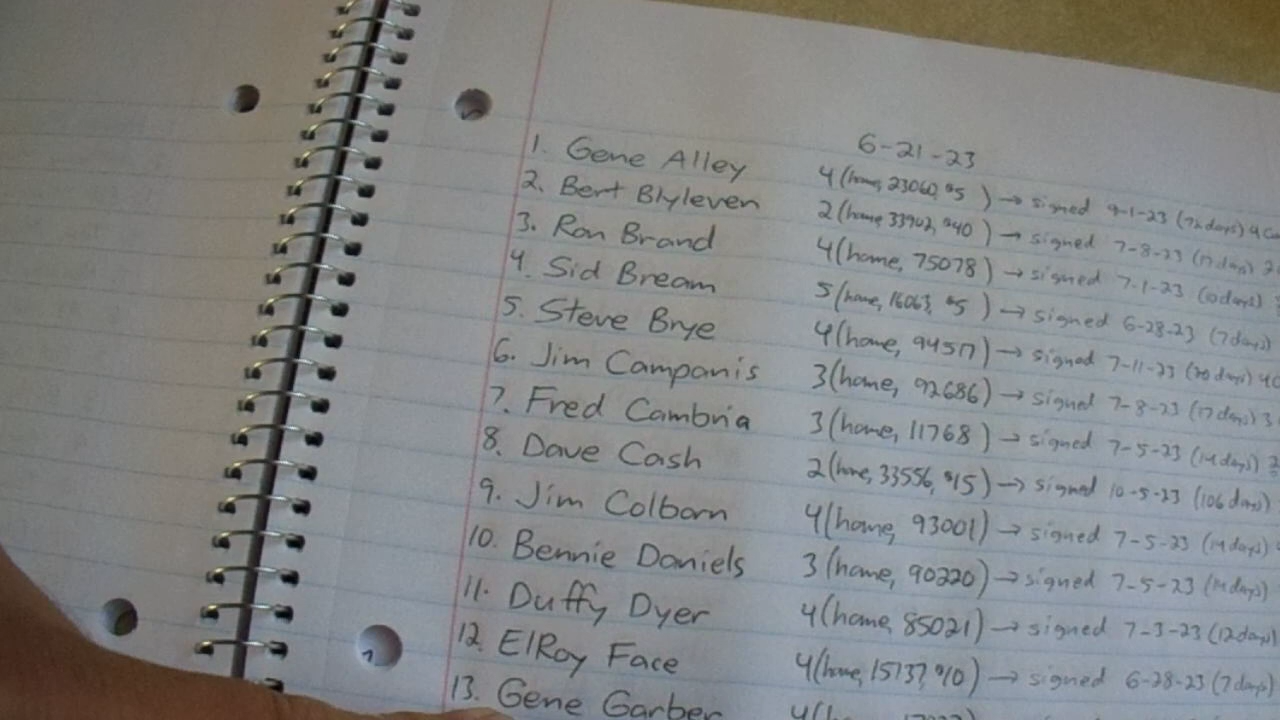 6-21-23
1. Gene Alley 4(home, 23060, $5 ) → signed 9-1-23 (72 days)
2. Bert Blyleven 2(home, 33902, $40 ) → signed 7-8-23 (17 days)
3. Ron Brand 4(home, 75078 ) → signed 7-1-23 (10 days)
4. Sid Bream 5(home, 16063, $5 ) → signed 6-28-23 (7 days)
5. Steve Brye 4(home, 94517) → signed 7-11-23 (20 days)
6. Jim Campanis 3(home, 92686) → signed 7-8-23 (17 days) 3
7. Fred Cambria 3(home, 11768 ) → signed 7-5-23 (14 days)
8. Dave Cash 2(home, 33556, $15) → signed 10-5-23 (106 days)
9. Jim Colborn 4(home, 93001) → signed 7-5-23 (14 days)
10. Bennie Daniels 3(home, 90220) → signed 7-5-23 (14 days)
11. Duffy Dyer 4(home, 85021) → signed 7-3-23 (12 days)
12. ElRoy Face 4(home, 15137, $10) → signed 6-28-23 (7 days)
13. Gene Garber